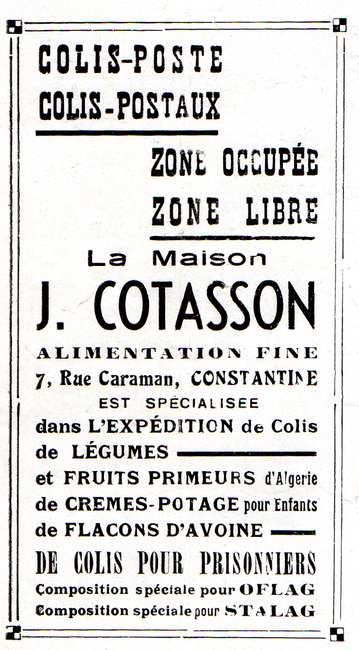 COLIS-POSTE
COLIS-POSTAUX
ZONE OCCUPÉE
ZONE LIBRE
La Maison
J. COTASSON
ALIMENTATION FINE
7, Rue Caraman, CONSTANTINE
EST SPÉCIALISEE
dans L'EXPÉDITION de Colis
de LÉGUMES
et FRUITS PRIMEURS d'Algerie
de CREMES-POTAGE pour Enfants
de FLACONS D'AVOINE
DE COLIS POUR PRISONNIERS
Composition spéciale pour OFLAG
Composition spéciale pour STALAG